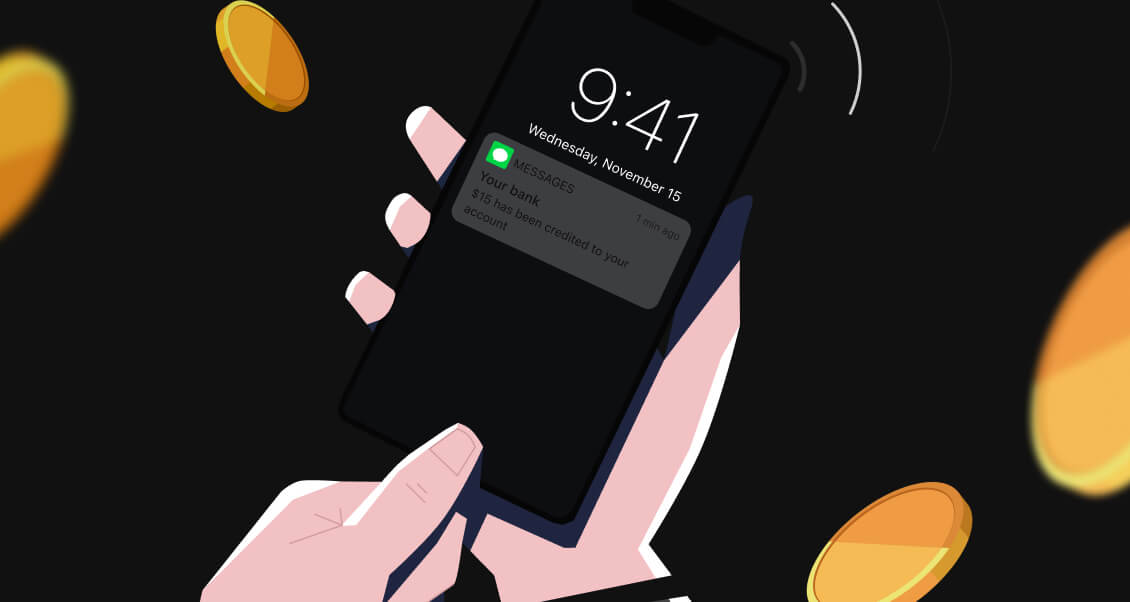 9:41
Wednesday, November 15
MESSAGES
1 min ago
Your bank
$15 has been credited to your
account